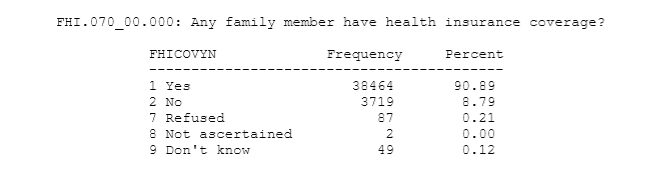 FHI.070_00.000: Any family member have health insurance coverage?
FHICOVYN Frequency Percent
--------------------------------------------------
1 Yes 38464 90.89
2 No 3719 8.79
7 Refused 87 0.21
8 Not ascertained 2 0.00
9 Don't know 49 0.12